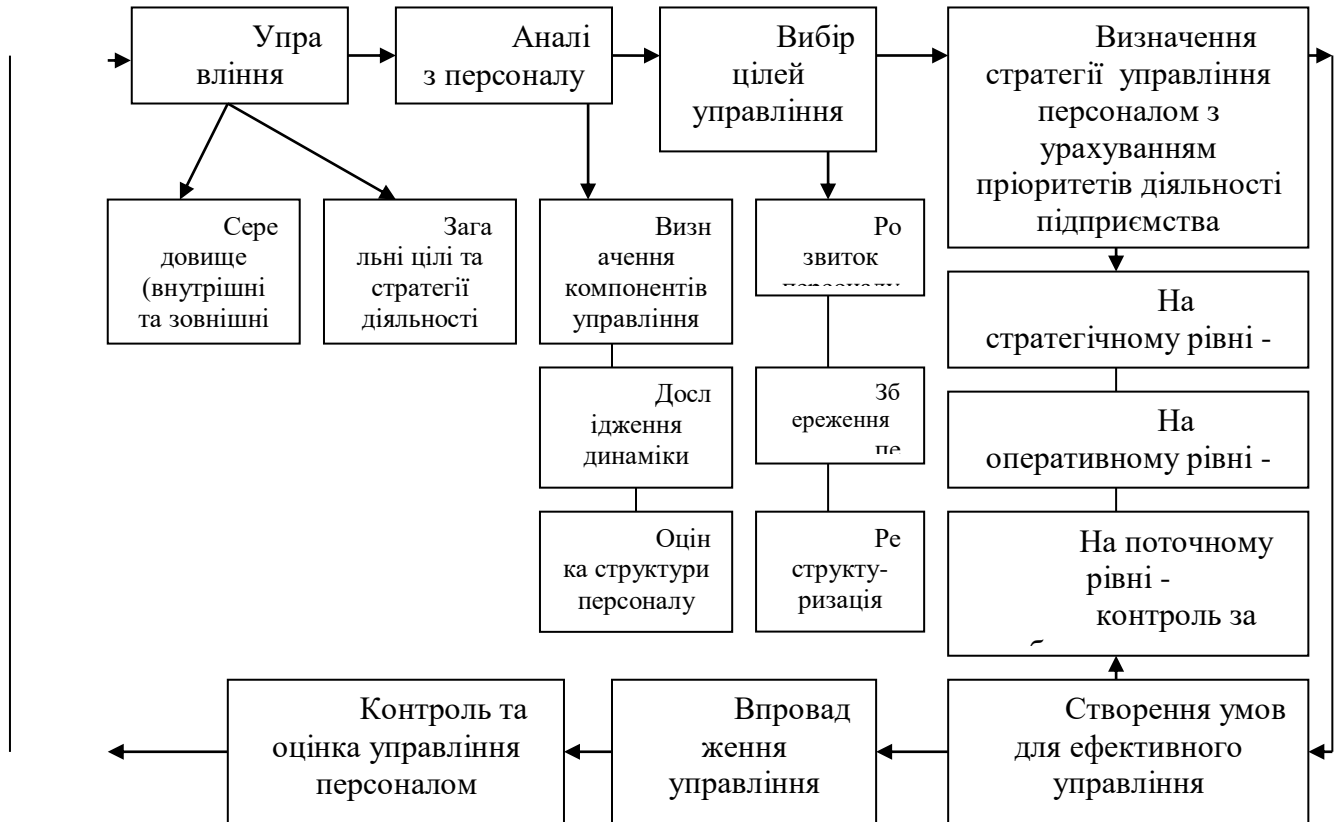 Упра
вління
Аналі
з персоналу
Вибір
цілей
управління
Визначення
стратегії управління
персоналом з
урахуванням
пріоритетів діяльності
підприємства
Сере
довище
(внутрішні
та зовнішні
Зага
льні цілі та
стратегії
діяльності
Визн
ачення
компонентів
управління
Ро
звиток
персоналу
На
стратегічному рівні -
Досл
ідження
динаміки
Зб
ереження
пе
На
оперативному рівні -
Оцін
ка структури
персоналу
Ре
структу-
ризація
На поточному
рівні -
контроль за
Контроль та
оцінка управління
персоналом
Впровад
ження
управління
Створення умов
для ефективного
управління